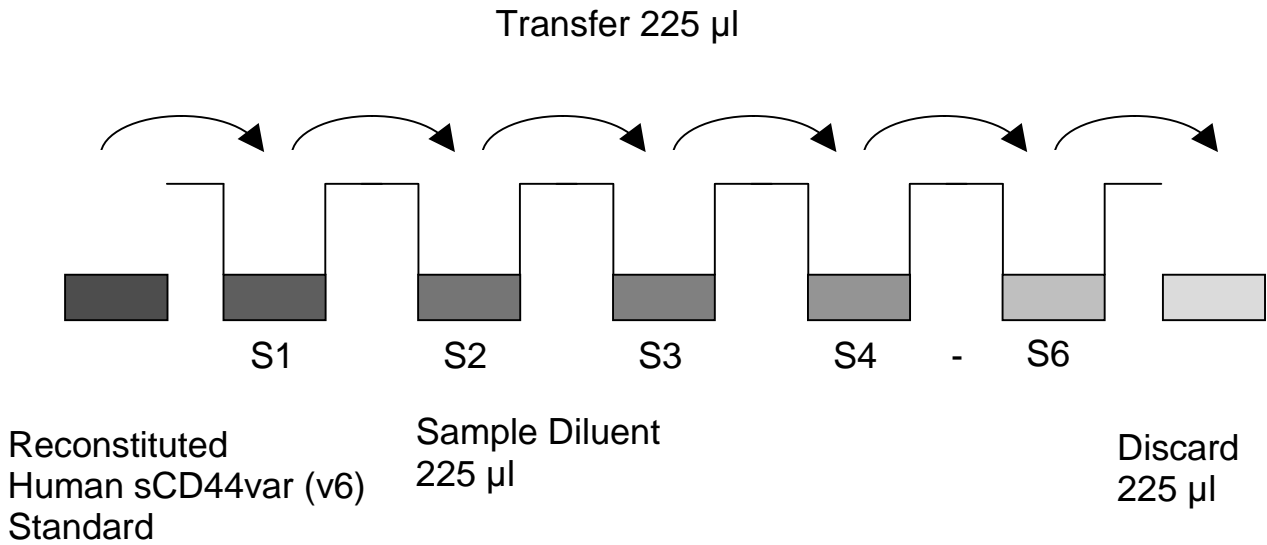 Transfer 225 µl
S1 S2 S3 S4 - S6
Reconstituted
Human sCD44var (v6)
Standard
Sample Diluent
225 µl
Discard
225 µl